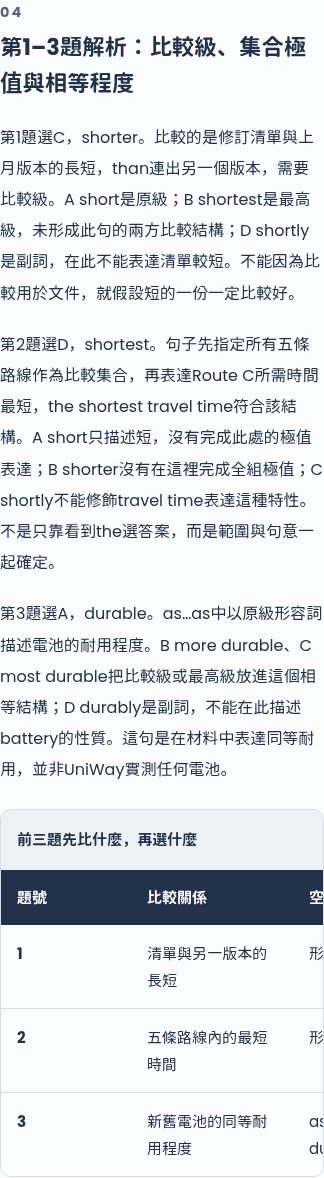 04
第1–3題解析：比較級、集合極
值與相等程度
第1題選C，shorter。比較的是修訂清單與上
月版本的長短，than連出另一個版本，需要
比較級。A short是原級；B shortest是最高
級，未形成此句的兩方比較結構；D shortly
是副詞，在此不能表達清單較短。不能因為比
較用於文件，就假設短的一份一定比較好。
第2題選D，shortest。句子先指定所有五條
路線作為比較集合，再表達Route C所需時間
最短，the shortest travel time符合該結
構。A short只描述短，沒有完成此處的極值
表達；B shorter沒有在這裡完成全組極值；C
shortly不能修飾travel time表達這種特性。
不是只靠看到the選答案，而是範圍與句意一
起確定。
第3題選A，durable。as…as中以原級形容詞
描述電池的耐用程度。B more durable、C
most durable把比較級或最高級放進這個相
等結構；D durably是副詞，不能在此描述
battery的性質。這句是在材料中表達同等耐
用，並非UniWay實測任何電池。
前三題先比什麼，再選什麼
題號 比較關係 空
1 清單與另一版本的 形
長短
2 五條路線內的最短 形
時間
3 新舊電池的同等耐 as
用程度 du